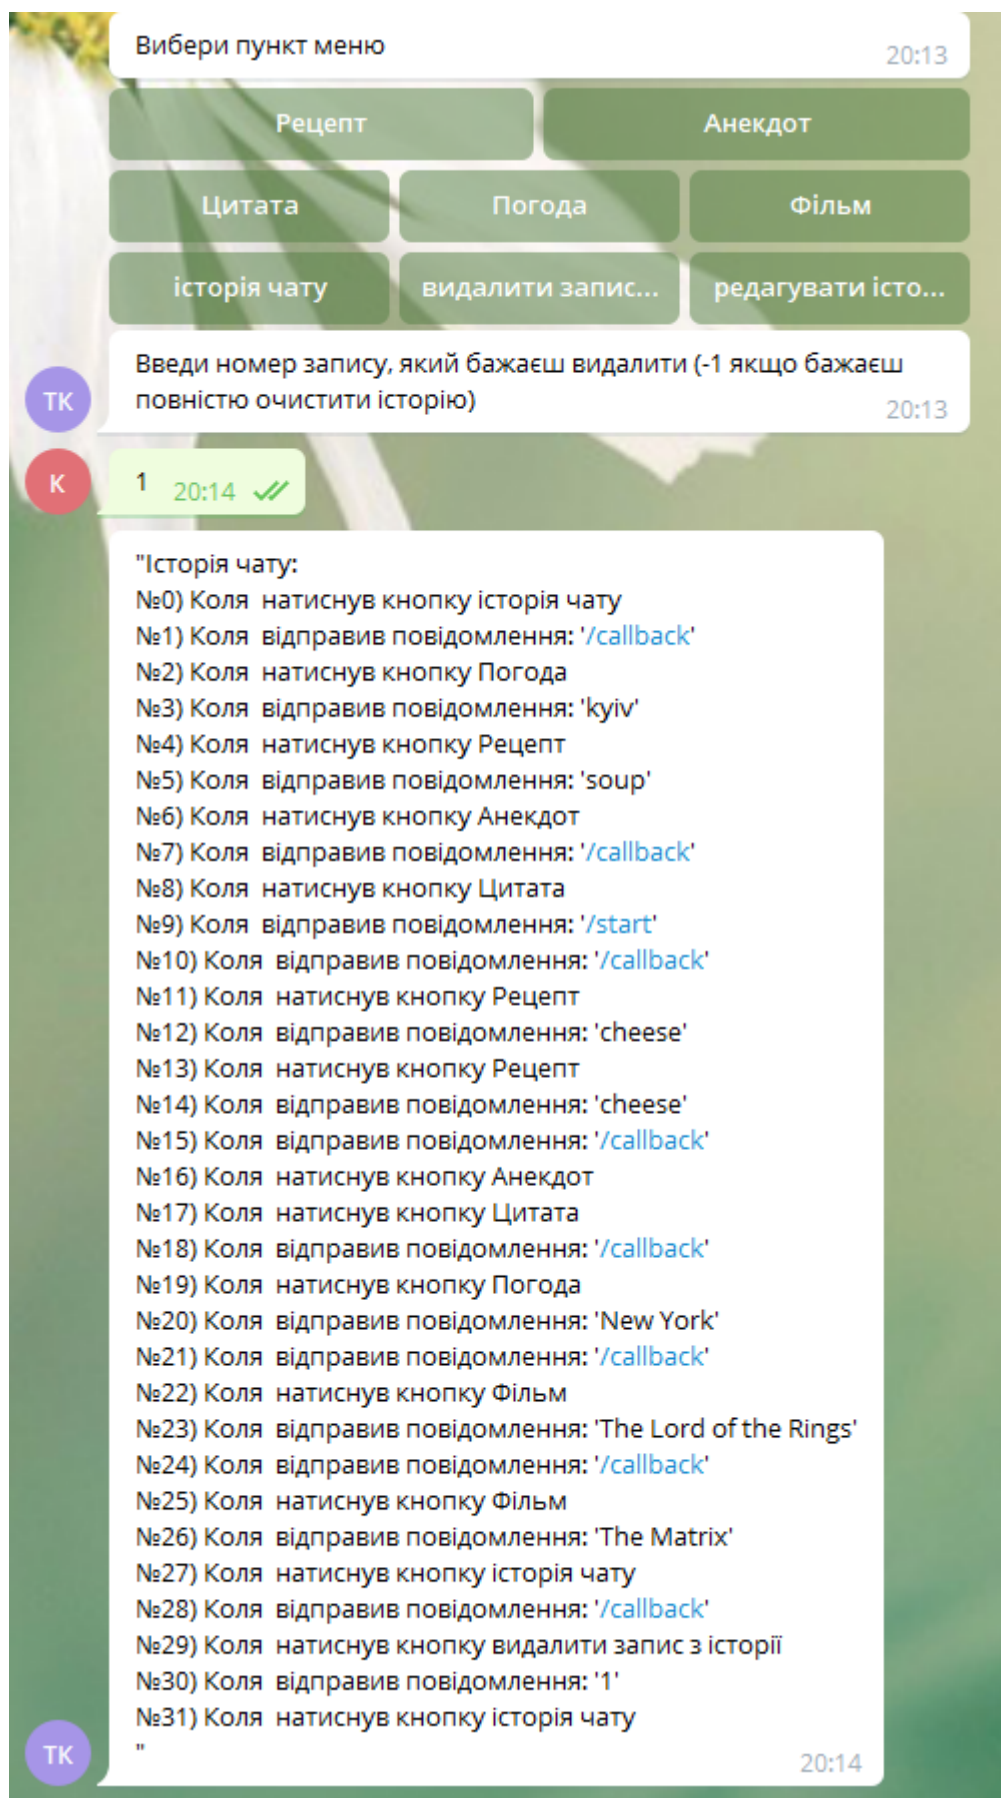 Вибери пункт меню
20:13
Рецепт
Анекдот
Цитата
Погода
Фільм
історія чату
видалити запис...
редагувати істо...
Введи номер запису, який бажаєш видалити (-1 якщо бажаєш
повністю очистити історію)
20:13
ТК
К
1
20:14
"Історія чату:
№0) Коля  натиснув кнопку історія чату
№1) Коля  відправив повідомлення: '/callback'
№2) Коля  натиснув кнопку Погода
№3) Коля  відправив повідомлення: 'kyiv'
№4) Коля  натиснув кнопку Рецепт
№5) Коля  відправив повідомлення: 'soup'
№6) Коля  натиснув кнопку Анекдот
№7) Коля  відправив повідомлення: '/callback'
№8) Коля  натиснув кнопку Цитата
№9) Коля  відправив повідомлення: '/start'
№10) Коля  відправив повідомлення: '/callback'
№11) Коля  натиснув кнопку Рецепт
№12) Коля  відправив повідомлення: 'cheese'
№13) Коля  натиснув кнопку Рецепт
№14) Коля  відправив повідомлення: 'cheese'
№15) Коля  відправив повідомлення: '/callback'
№16) Коля  натиснув кнопку Анекдот
№17) Коля  натиснув кнопку Цитата
№18) Коля  відправив повідомлення: '/callback'
№19) Коля  натиснув кнопку Погода
№20) Коля  відправив повідомлення: 'New York'
№21) Коля  відправив повідомлення: '/callback'
№22) Коля  натиснув кнопку Фільм
№23) Коля  відправив повідомлення: 'The Lord of the Rings'
№24) Коля  відправив повідомлення: '/callback'
№25) Коля  натиснув кнопку Фільм
№26) Коля  відправив повідомлення: 'The Matrix'
№27) Коля  натиснув кнопку історія чату
№28) Коля  відправив повідомлення: '/callback'
№29) Коля  натиснув кнопку видалити запис з історії
№30) Коля  відправив повідомлення: '1'
№31) Коля  натиснув кнопку історія чату
"
20:14
ТК